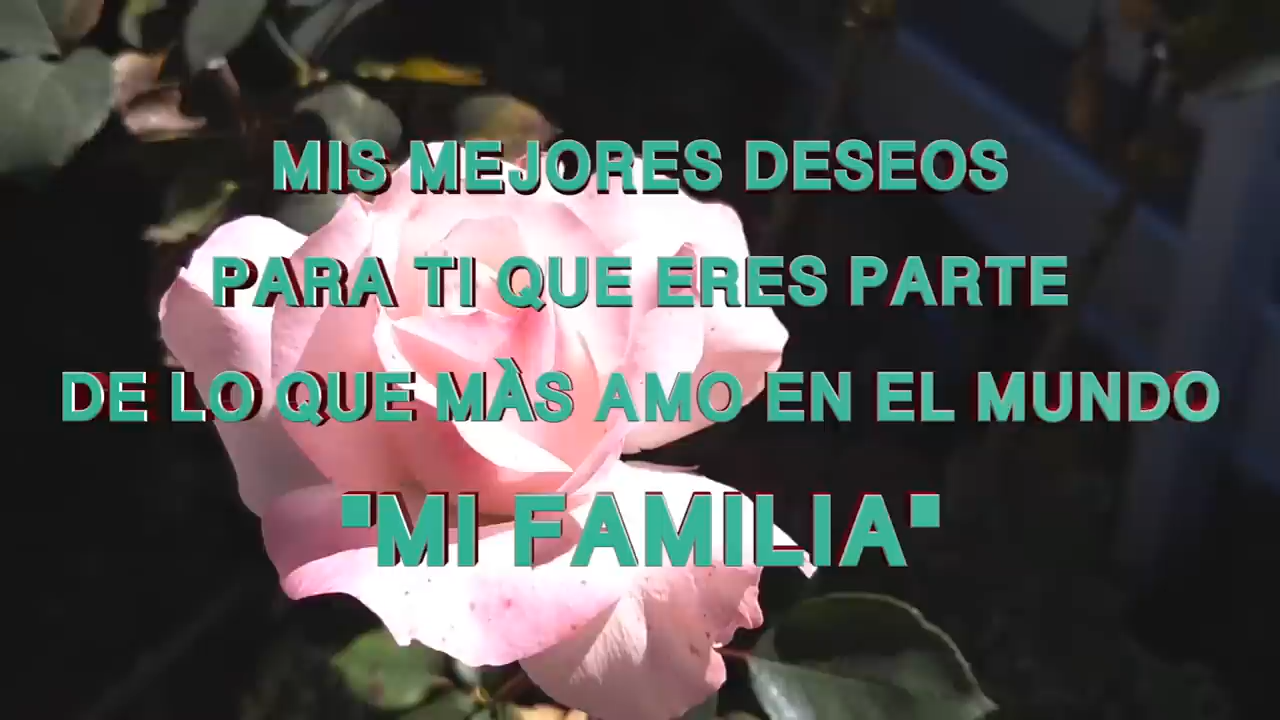 MIS MEJORES DESEOS
PARA TI QUE ERES PARTE
DE LO QUE MÀS AMO EN EL MUNDO
"MI FAMILIA"